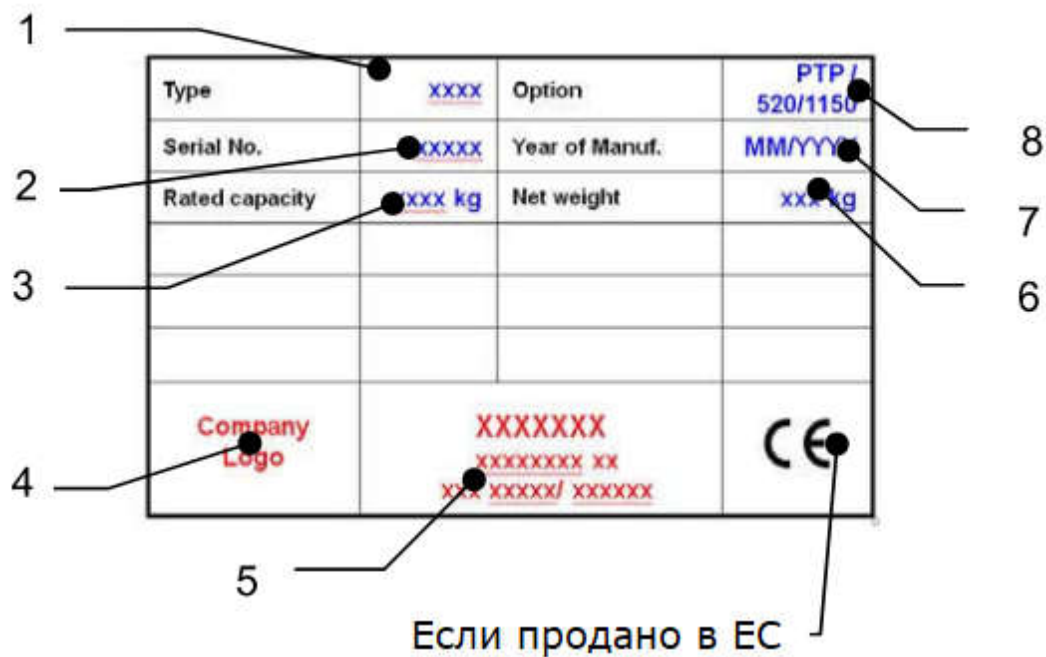 1
Type xxxx Option PTP /
520/1150
8
Serial No. xxxxx Year of Manuf. MM/YYYY
2
7
Rated capacity xxxx kg Net weight xxx kg
3
6
Company
Logo
XXXXXXX
xxxxxxxx xx
xxx xxxxx/ xxxxxx
CE
4
5
Если продано в ЕС